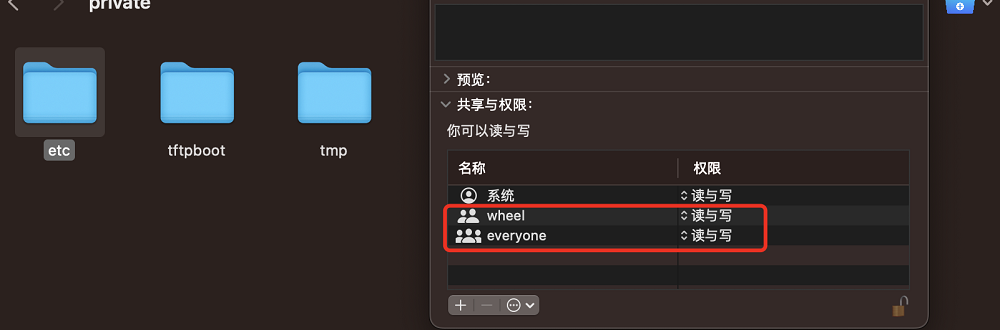 private
etc
tftpboot
tmp
预览：
共享与权限：
你可以读与写
名称 权限
系统 读与写
wheel 读与写
everyone 读与写